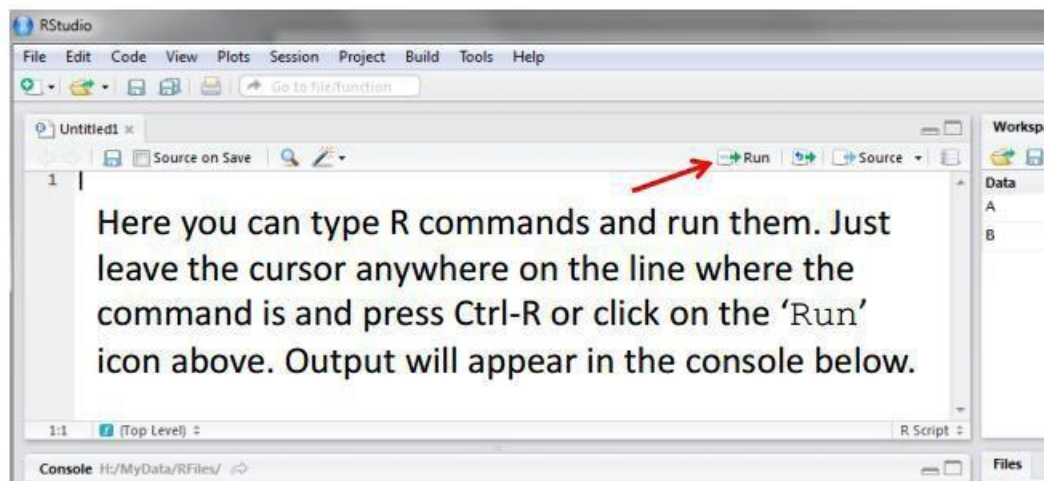 RStudio
File Edit Code View Plots Session Project Build Tools Help
Go to file/function
Untitled1
Source on Save Run Source
1
Here you can type R commands and run them. Just
leave the cursor anywhere on the line where the
command is and press Ctrl-R or click on the ‘Run’
icon above. Output will appear in the console below.
1:1 (Top Level) R Script
Console H:/MyData/RFiles/
Workspa
Data
A
B
Files